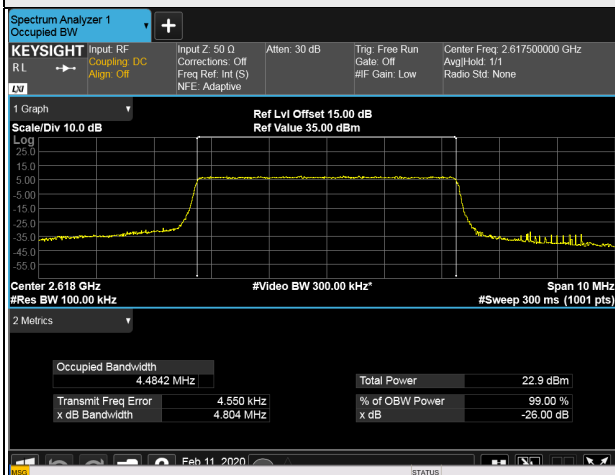 Spectrum Analyzer 1
Occupied BW
+
KEYSIGHT
RL
LXI
Input: RF
Coupling: DC
Align: Off
Input Z: 50 Ω
Corrections: Off
Freq Ref: Int (S)
NFE: Adaptive
Atten: 30 dB
Trig: Free Run
Gate: Off
#IF Gain: Low
Center Freq: 2.617500000 GHz
Avg|Hold: 1/1
Radio Std: None
1 Graph
Scale/Div 10.0 dB
Ref Lvl Offset 15.00 dB
Ref Value 35.00 dBm
Log
25.0
15.0
5.00
-5.00
-15.0
-25.0
-35.0
-45.0
-55.0
Center 2.618 GHz
#Video BW 300.00 kHz*
Span 10 MHz
#Res BW 100.00 kHz
#Sweep 300 ms (1001 pts)
2 Metrics
Occupied Bandwidth
4.4842 MHz
Total Power 22.9 dBm
Transmit Freq Error 4.550 kHz
% of OBW Power 99.00 %
x dB Bandwidth 4.804 MHz
x dB -26.00 dB
Feb 11, 2020
MSG
STATUS